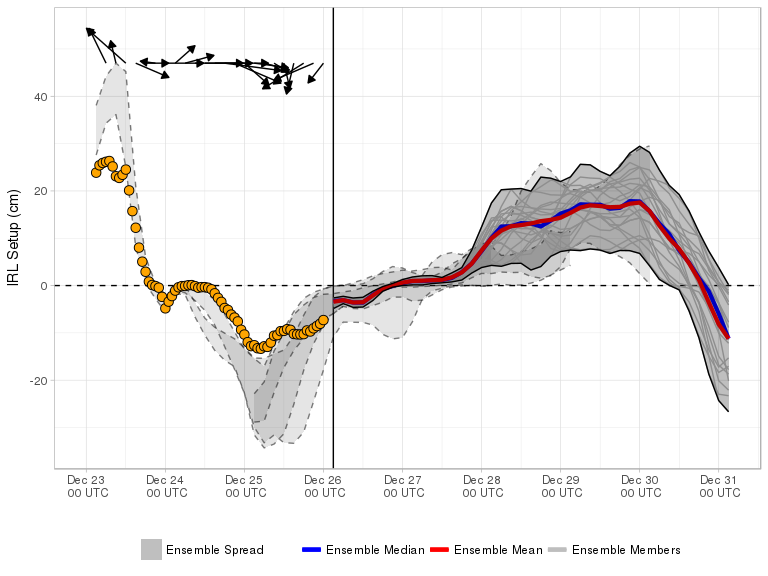 IRL Setup (cm)
40
20
0
-20
Dec 23
00 UTC
Dec 24
00 UTC
Dec 25
00 UTC
Dec 26
00 UTC
Dec 27
00 UTC
Dec 28
00 UTC
Dec 29
00 UTC
Dec 30
00 UTC
Dec 31
00 UTC
Ensemble Spread
Ensemble Median
Ensemble Mean
Ensemble Members